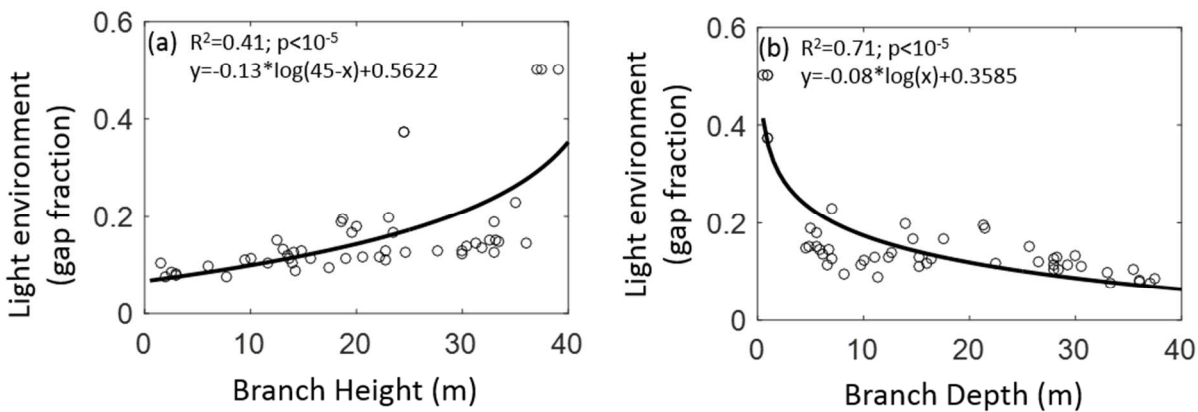 (a) R²=0.41; p<10⁻⁵
y=-0.13*log(45-x)+0.5622
Light environment
(gap fraction)
0.6
0.4
0.2
0
0 10 20 30 40
Branch Height (m)
(b) R²=0.71; p<10⁻⁵
y=-0.08*log(x)+0.3585
Light environment
(gap fraction)
0.6
0.4
0.2
0
0 10 20 30 40
Branch Depth (m)